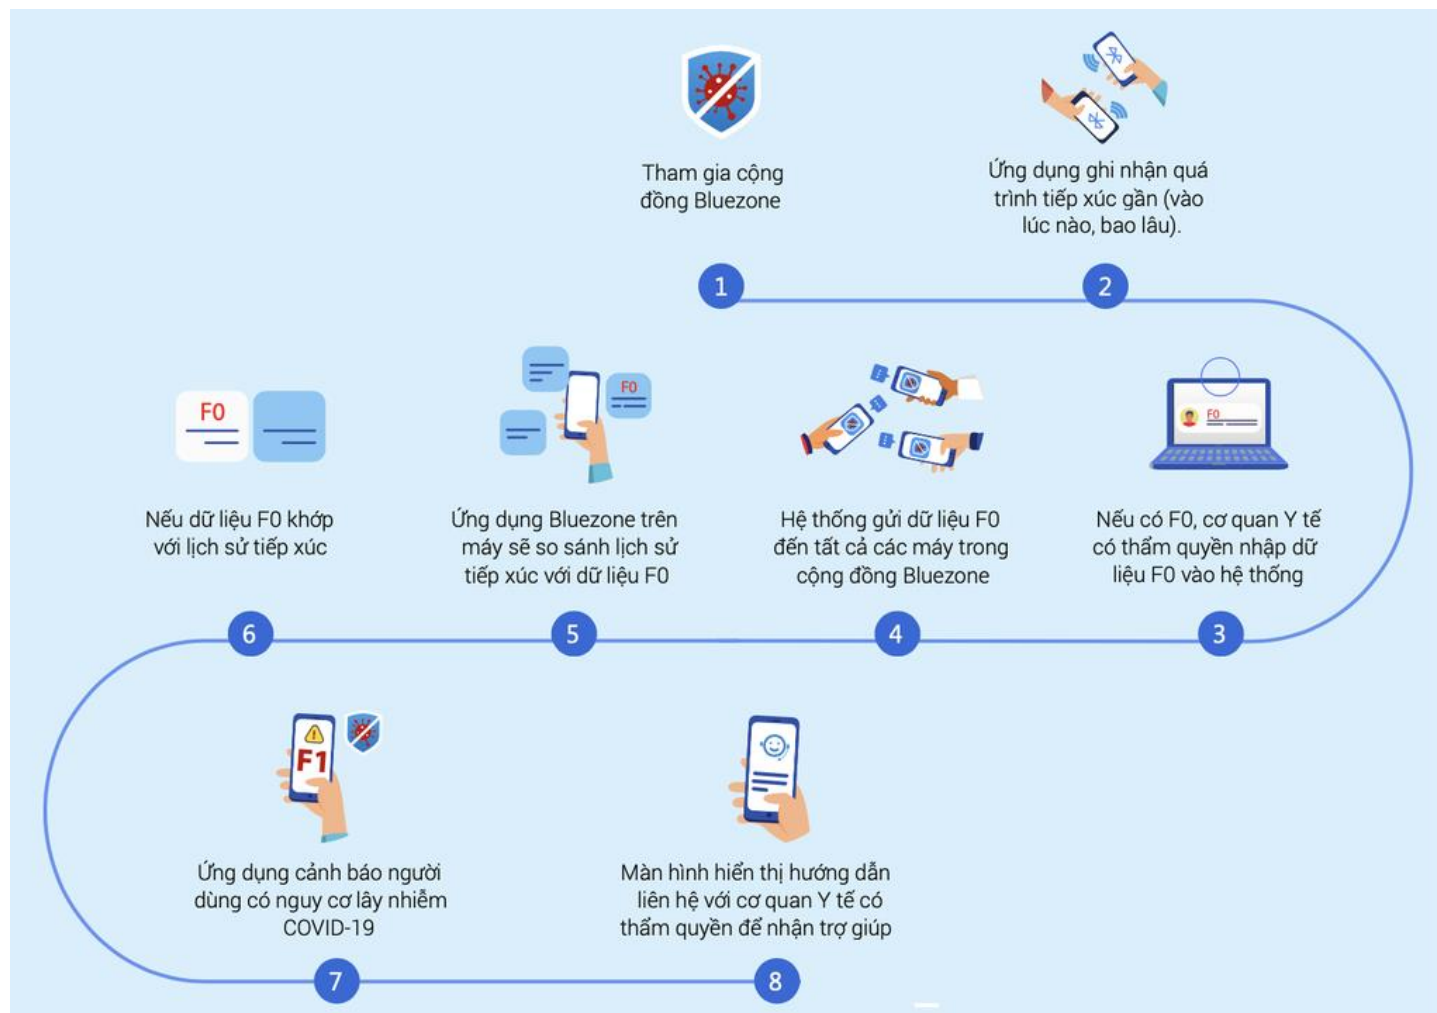 Tham gia cộng
đồng Bluezone
1
Ứng dụng ghi nhận quá
trình tiếp xúc gần (vào
lúc nào, bao lâu).
2
F0
Nếu có F0, cơ quan Y tế
có thẩm quyền nhập dữ
liệu F0 vào hệ thống
3
Hệ thống gửi dữ liệu F0
đến tất cả các máy trong
cộng đồng Bluezone
4
F0
Ứng dụng Bluezone trên
máy sẽ so sánh lịch sử
tiếp xúc với dữ liệu F0
5
F0
Nếu dữ liệu F0 khớp
với lịch sử tiếp xúc
6
F1
Ứng dụng cảnh báo người
dùng có nguy cơ lây nhiễm
COVID-19
7
Màn hình hiển thị hướng dẫn
liên hệ với cơ quan Y tế có
thẩm quyền để nhận trợ giúp
8